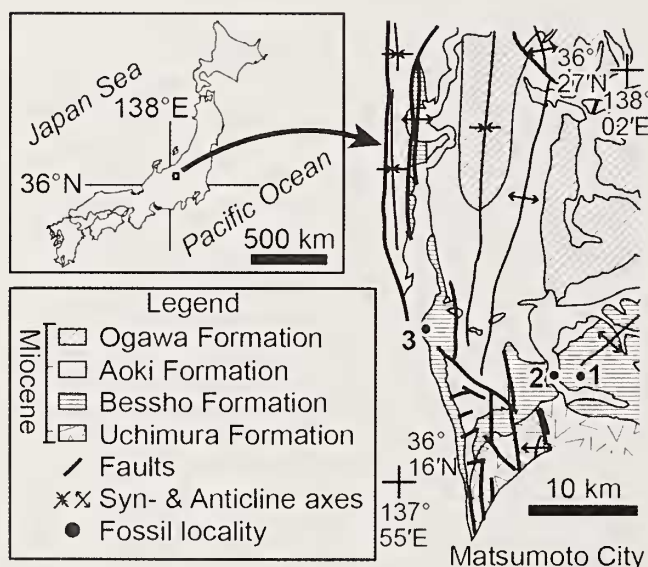 Japan Sea
138°E
36°N
Pacific Ocean
500 km
Legend
Miocene
Ogawa Formation
Aoki Formation
Bessho Formation
Uchimura Formation
Faults
Syn- & Anticline axes
Fossil locality
36°
27'N
138°
02'E
3
2
1
36°
16'N
137°
55'E
10 km
Matsumoto City